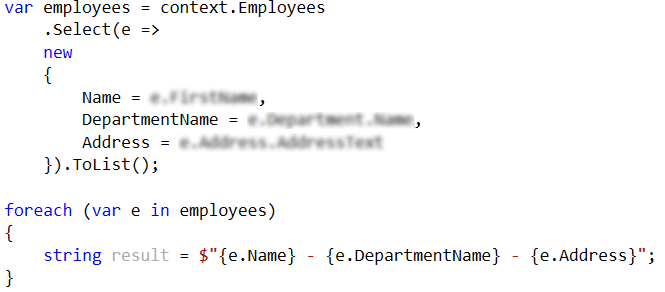 var employees = context.Employees
.Select(e =>
new
{
Name = e.FirstName,
DepartmentName = e.Department.Name,
Address = e.Address.AddressText
}).ToList();
foreach (var e in employees)
{
string result = $"{e.Name} - {e.DepartmentName} - {e.Address}";
}